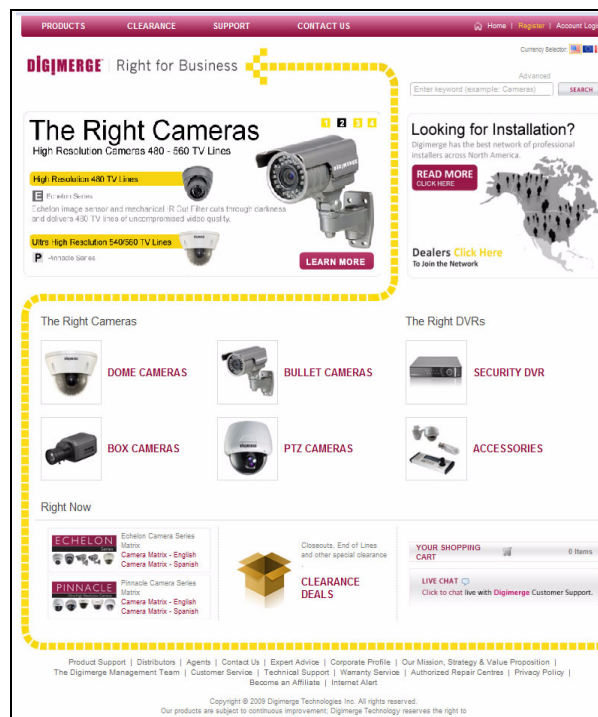 PRODUCTS CLEARANCE SUPPORT CONTACT US Home | Register | Account Login
Currency Selector:
DIGIMERGE Right for Business
Advanced
Enter keyword (example: Cameras) SEARCH
The Right Cameras
High Resolution Cameras 480 - 560 TV Lines
1 2 3 4
High Resolution 480 TV Lines
E Echelon Series
Echelon image sensor and mechanical IR Cut Filter cuts through darkness
and delivers 480 TV lines of uncompromised video quality.
Ultra High Resolution 540/560 TV Lines
P -Pinnacle Series
LEARN MORE
Looking for Installation?
Digimerge has the best network of professional
installers across North America.
READ MORE
CLICK HERE
Dealers Click Here
To Join the Network
The Right Cameras
The Right DVRs
DOME CAMERAS
BULLET CAMERAS
SECURITY DVR
BOX CAMERAS
PTZ CAMERAS
ACCESSORIES
Right Now
ECHELON
Series
Echelon Camera Series
Matrix
Camera Matrix - English
Camera Matrix - Spanish
PINNACLE
Pinnacle Camera Series
Matrix
Camera Matrix - English
Camera Matrix - Spanish
Closeouts, End of Lines
and other special clearance
.
CLEARANCE
DEALS
YOUR SHOPPING
CART
0 Items
LIVE CHAT
Click to chat live with Digimerge Customer Support.
Product Support | Distributors | Agents | Contact Us | Expert Advice | Corporate Profile | Our Mission, Strategy & Value Proposition |
The Digimerge Management Team | Customer Service | Technical Support | Warranty Service | Authorized Repair Centres | Privacy Policy |
Become an Affiliate | Internet Alert
Copyright © 2009 Digimerge Technologies Inc. All rights reserved.
Our products are subject to continuous improvement; Digimerge Technology reserves the right to